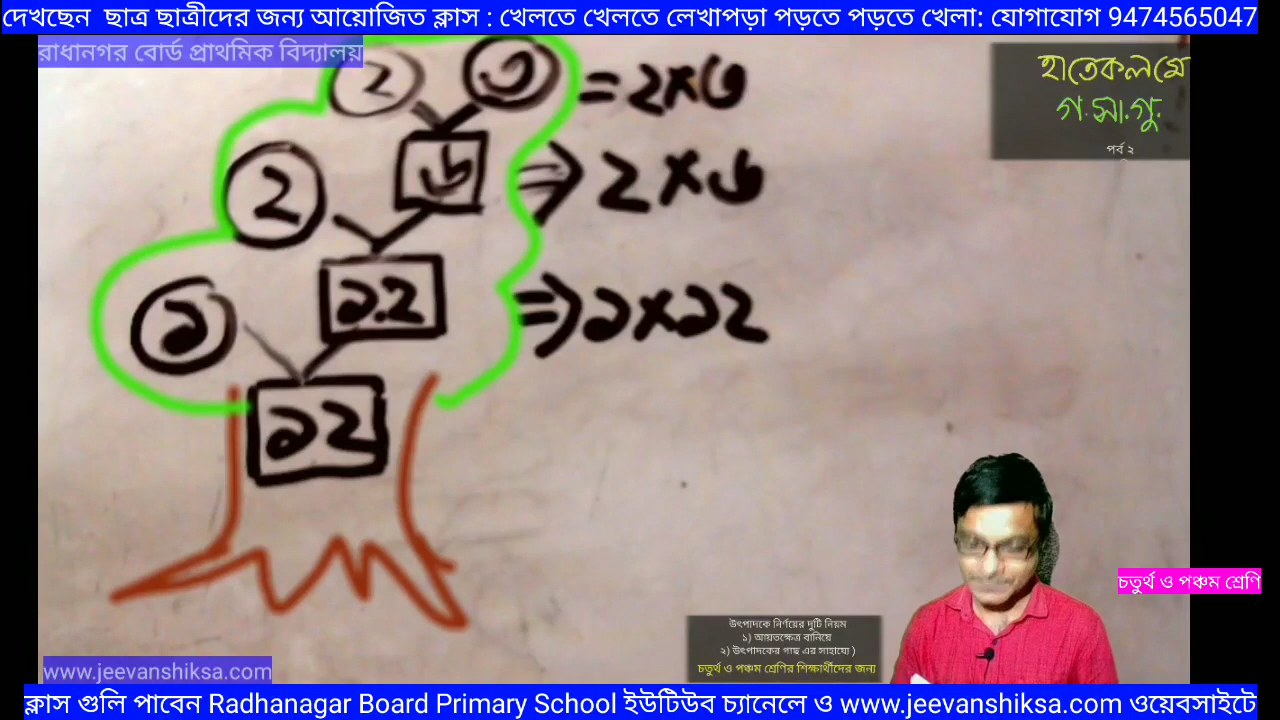 দেখছেন ছাত্র ছাত্রীদের জন্য আয়োজিত ক্লাস : খেলতে খেলতে লেখাপড়া পড়তে পড়তে খেলা: যোগাযোগ 9474565047
রাধানগর বোর্ড প্রাথমিক বিদ্যালয়
হাতেকলমে
গ.সা.গু.
পর্ব ২
২ ৩ = ২×৩
২ ৬ ⇒ ২×৬
১ ১২ ⇒ ১×১২
১২
চতুর্থ ও পঞ্চম শ্রেণি
উৎপাদকে নির্ণয়ের দুটি নিয়ম
১) আয়তক্ষেত্র বানিয়ে
২) উৎপাদকের গাছ এর সাহায্যে )
চতুর্থ ও পঞ্চম শ্রেণির শিক্ষার্থীদের জন্য
www.jeevanshiksa.com
ক্লাস গুলি পাবেন Radhanagar Board Primary School ইউটিউব চ্যানেলে ও www.jeevanshiksa.com ওয়েবসাইটে